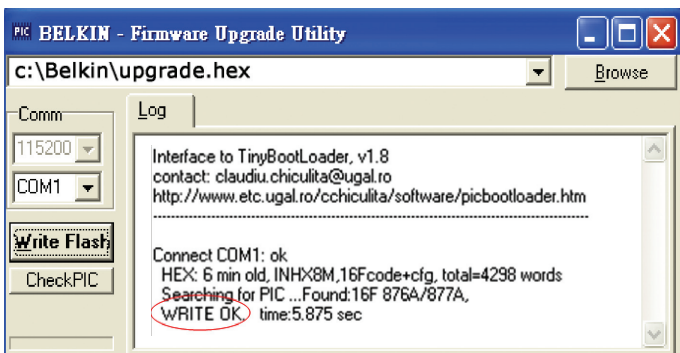 PIC BELKIN - Firmware Upgrade Utility
c:\Belkin\upgrade.hex
Browse
Comm
Log
115200
COM1
Write Flash
CheckPIC
Interface to TinyBootLoader, v1.8
contact: claudiu.chiculita@ugal.ro
http://www.etc.ugal.ro/cchiculita/software/picbootloader.htm
Connect COM1: ok
HEX: 6 min old, INHX8M,16Fcode+cfg, total=4298 words
Searching for PIC ...Found:16F 876A/877A,
WRITE OK, time:5.875 sec